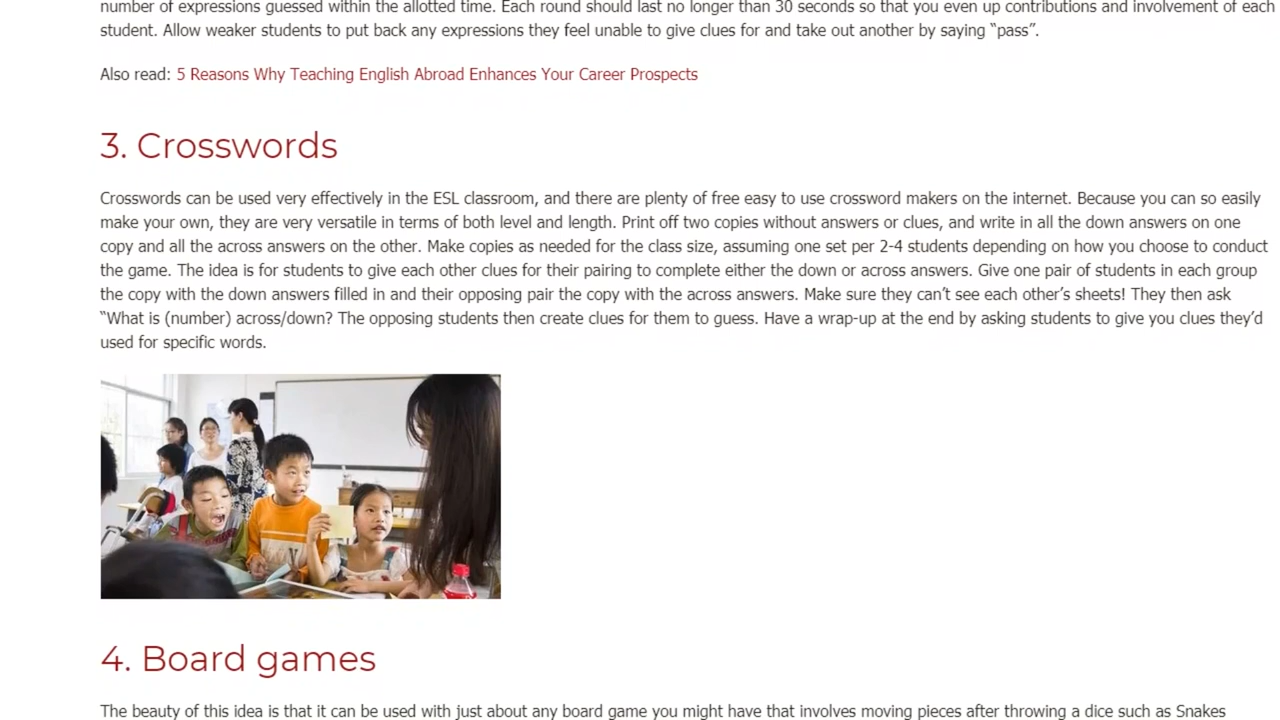 number of expressions guessed within the allotted time. Each round should last no longer than 30 seconds so that you even up contributions and involvement of each
student. Allow weaker students to put back any expressions they feel unable to give clues for and take out another by saying “pass”.
Also read: 5 Reasons Why Teaching English Abroad Enhances Your Career Prospects
3. Crosswords
Crosswords can be used very effectively in the ESL classroom, and there are plenty of free easy to use crossword makers on the internet. Because you can so easily
make your own, they are very versatile in terms of both level and length. Print off two copies without answers or clues, and write in all the down answers on one
copy and all the across answers on the other. Make copies as needed for the class size, assuming one set per 2-4 students depending on how you choose to conduct
the game. The idea is for students to give each other clues for their pairing to complete either the down or across answers. Give one pair of students in each group
the copy with the down answers filled in and their opposing pair the copy with the across answers. Make sure they can’t see each other’s sheets! They then ask
“What is (number) across/down? The opposing students then create clues for them to guess. Have a wrap-up at the end by asking students to give you clues they’d
used for specific words.
4. Board games
The beauty of this idea is that it can be used with just about any board game you might have that involves moving pieces after throwing a dice such as Snakes